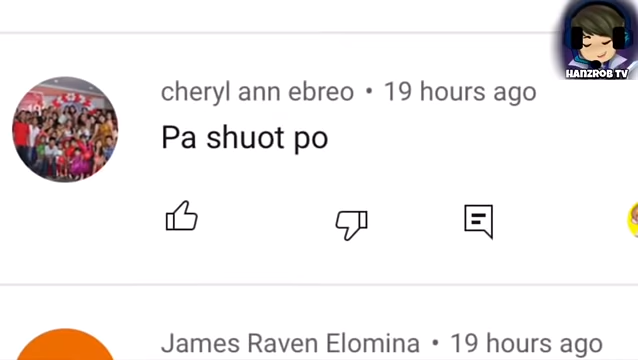 HANZROB TV
cheryl ann ebreo • 19 hours ago
Pa shuot po
James Raven Elomina • 19 hours ago